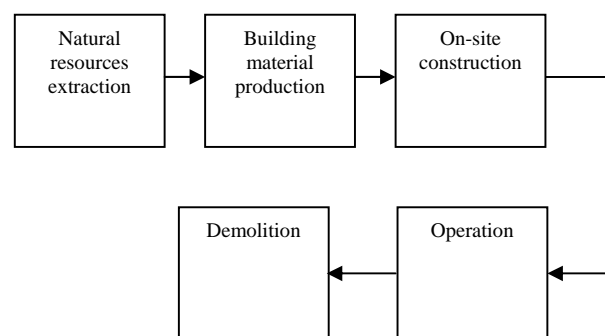 Natural
resources
extraction
Building
material
production
On-site
construction
Demolition
Operation